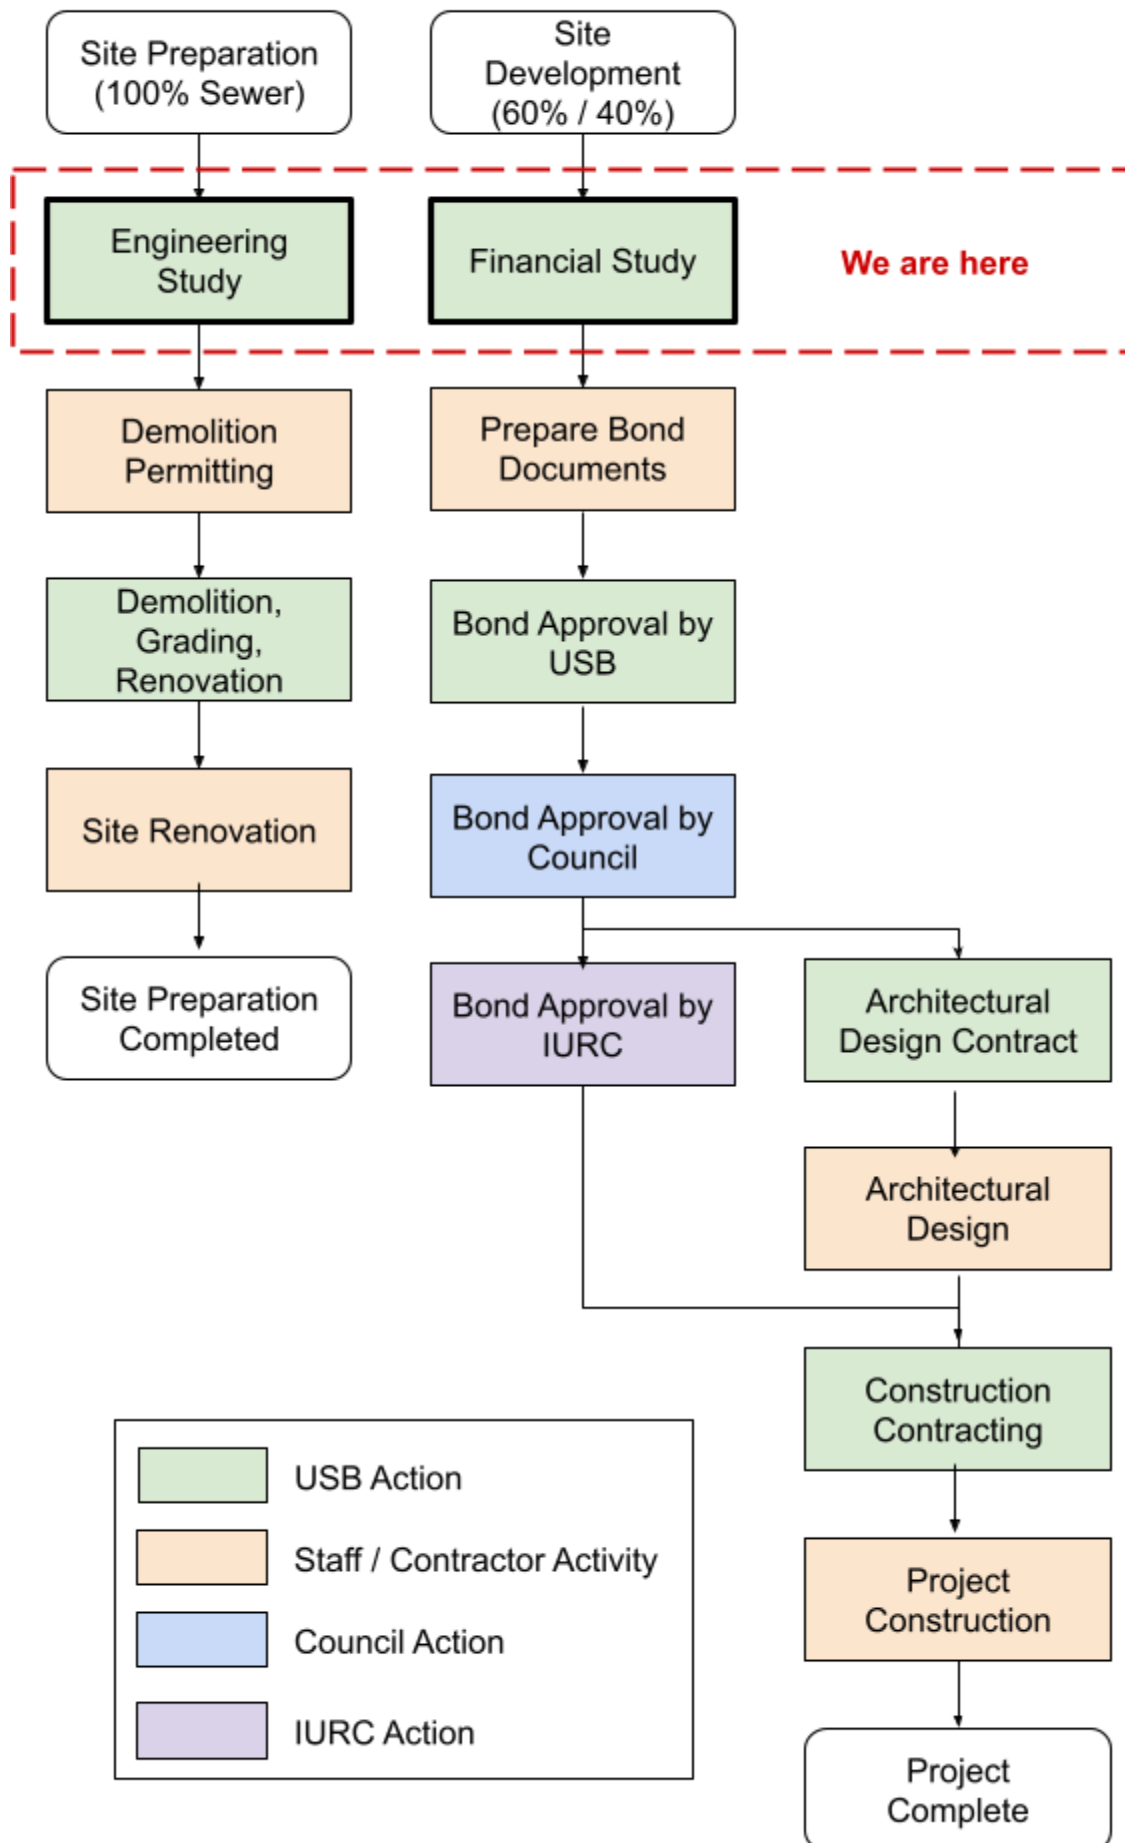 Site Preparation
(100% Sewer)
Site
Development
(60% / 40%)
Engineering
Study
Financial Study
We are here
Demolition
Permitting
Prepare Bond
Documents
Demolition,
Grading,
Renovation
Bond Approval by
USB
Site Renovation
Bond Approval by
Council
Site Preparation
Completed
Bond Approval by
IURC
Architectural
Design Contract
Architectural
Design
Construction
Contracting
Project
Construction
Project
Complete
USB Action
Staff / Contractor Activity
Council Action
IURC Action